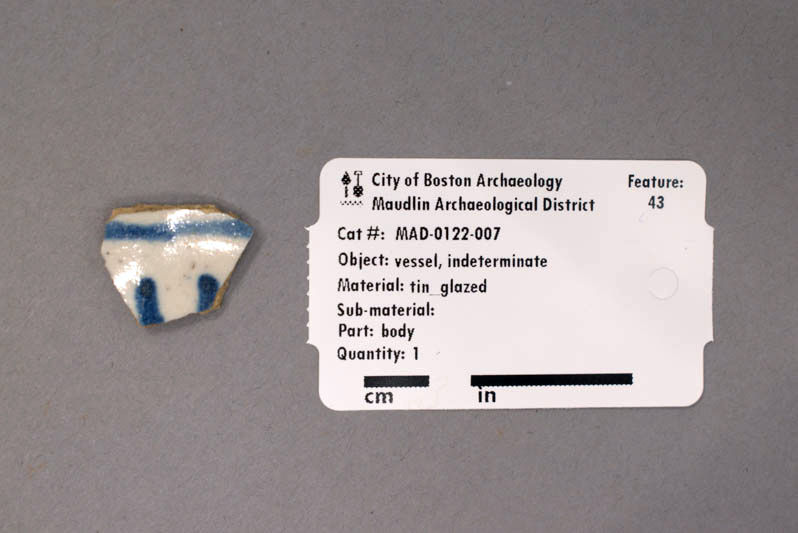 City of Boston Archaeology
Maudlin Archaeological District
Feature:
43
Cat #: MAD-0122-007
Object: vessel, indeterminate
Material: tin_glazed
Sub-material:
Part: body
Quantity: 1
cm in